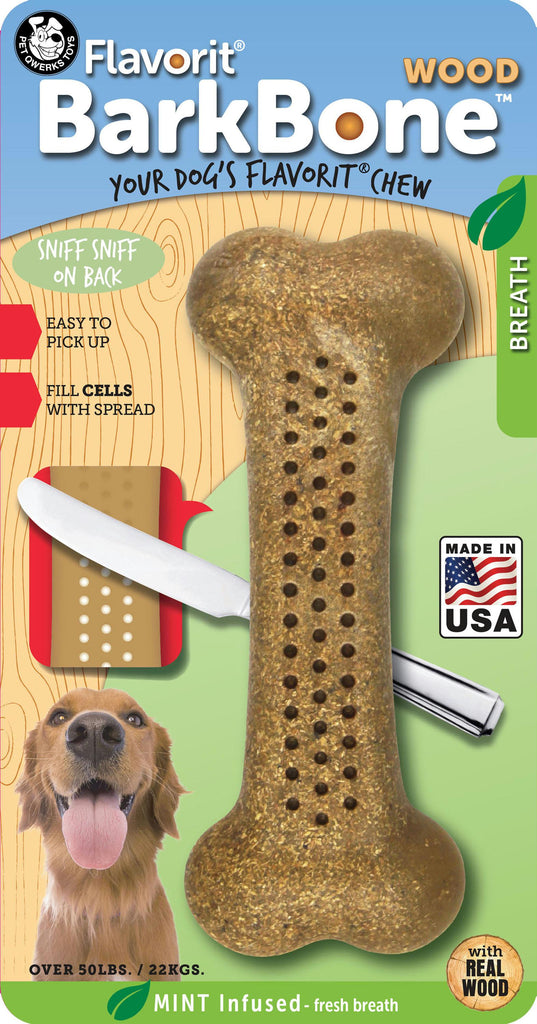 PET QWERKS TOYS
Flavorit®
WOOD
BarkBone™
YOUR DOG'S FLAVORIT® CHEW
SNIFF SNIFF
ON BACK
BREATH
EASY TO
PICK UP
FILL CELLS
WITH SPREAD
MADE IN
USA
OVER 50LBS. / 22KGS.
with
REAL
WOOD
MINT Infused - fresh breath